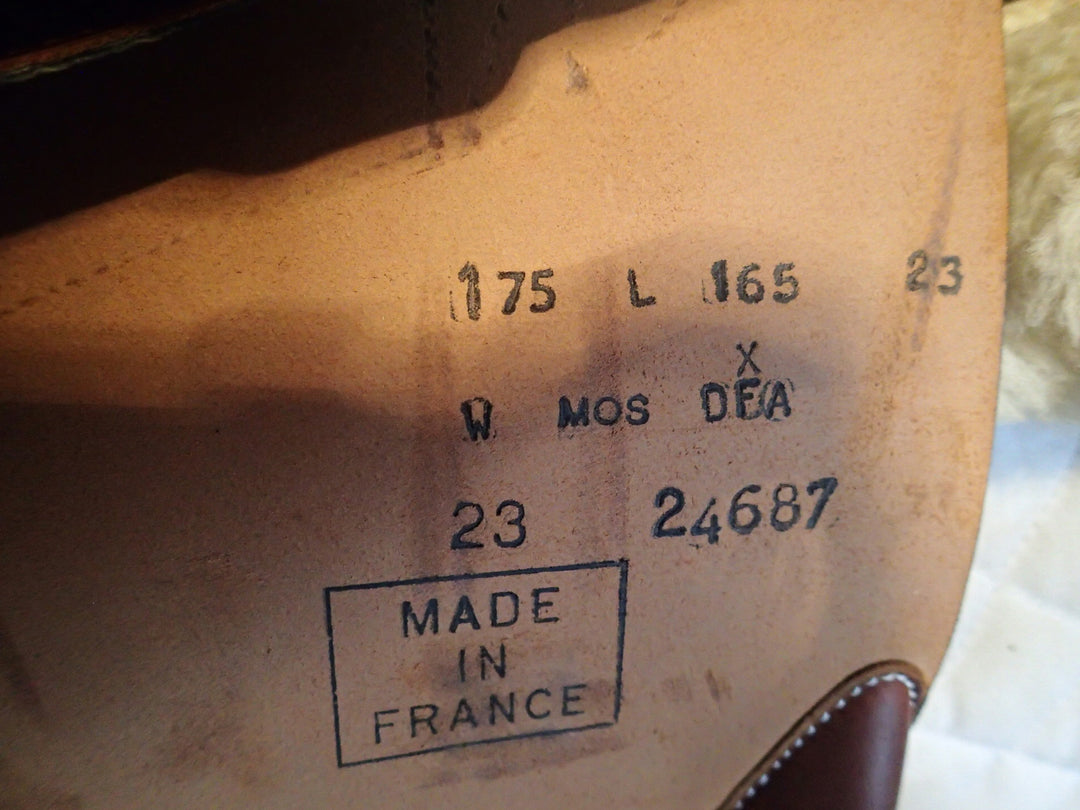 175 L 165 23
X
W MOS DEA
23 24687
MADE
IN
FRANCE